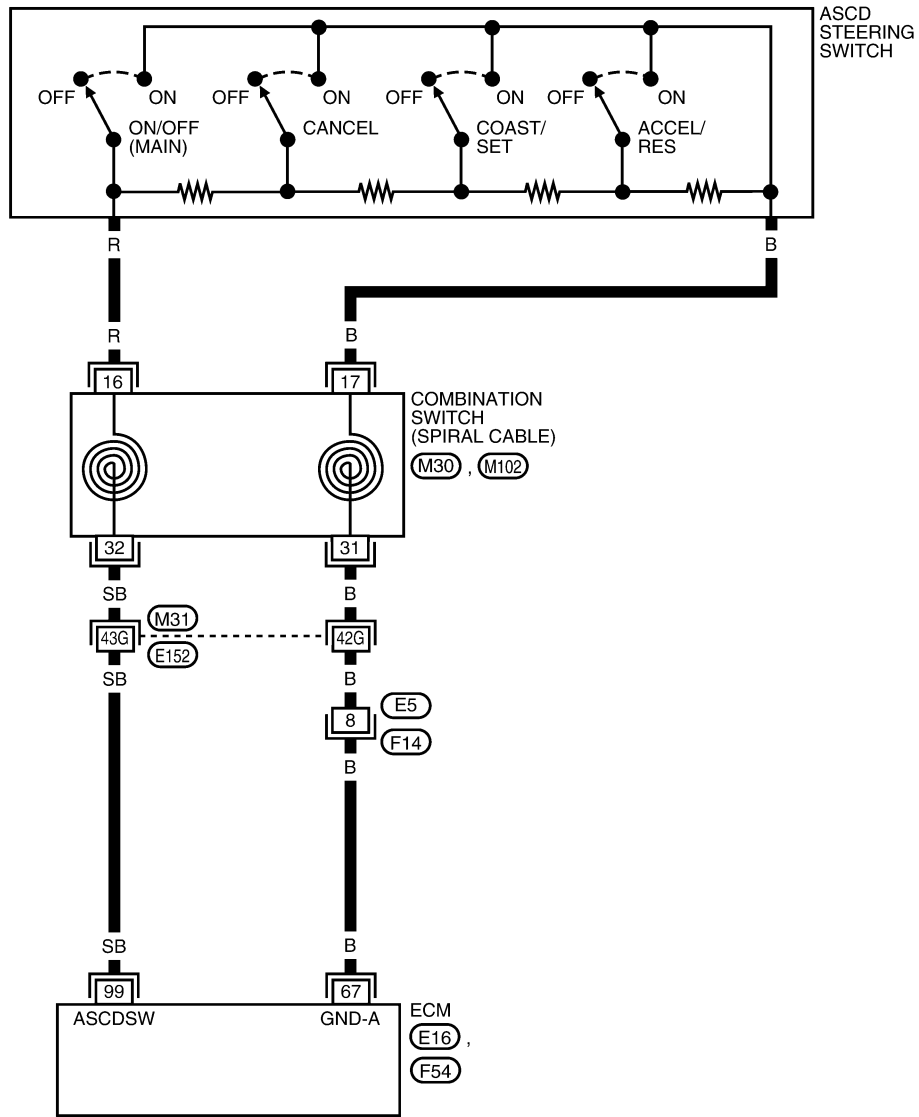 ASCD
STEERING
SWITCH
OFF
ON
OFF
ON
OFF
ON
OFF
ON
ON/OFF
(MAIN)
CANCEL
COAST/
SET
ACCEL/
RES
R
B
R
B
16
17
COMBINATION
SWITCH
(SPIRAL CABLE)
M30 , M102
32
31
SB
B
M31
43G
42G
E152
SB
B
E5
8
F14
B
SB
B
99
67
ASCDSW
GND-A
ECM
E16 ,
F54